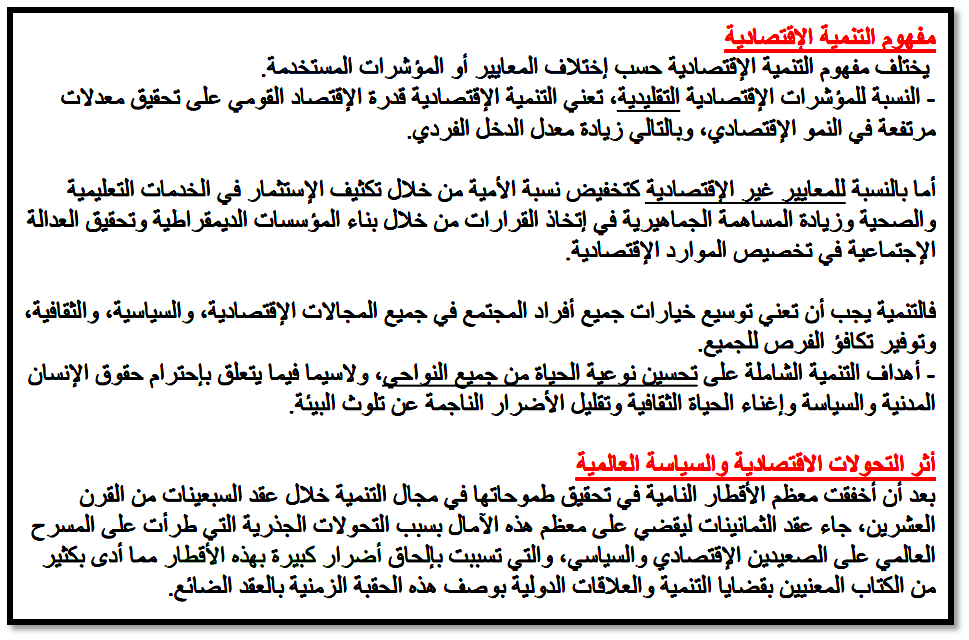 مفهوم التنمية الإقتصادية
يختلف مفهوم التنمية الإقتصادية حسب إختلاف المعايير أو المؤشرات المستخدمة.
- النسبة للمؤشرات الإقتصادية التقليدية، تعني التنمية الإقتصادية قدرة الإقتصاد القومي على تحقيق معدلات
مرتفعة في النمو الإقتصادي، وبالتالي زيادة معدل الدخل الفردي.
أما بالنسبة للمعايير غير الإقتصادية كتخفيض نسبة الأمية من خلال تكثيف الإستثمار في الخدمات التعليمية
والصحية وزيادة المساهمة الجماهيرية في إتخاذ القرارات من خلال بناء المؤسسات الديمقراطية وتحقيق العدالة
الإجتماعية في تخصيص الموارد الإقتصادية.
فالتنمية يجب أن تعني توسيع خيارات جميع أفراد المجتمع في جميع المجالات الإقتصادية، والسياسية، والثقافية،
وتوفير تكافؤ الفرص للجميع.
- أهداف التنمية الشاملة على تحسين نوعية الحياة من جميع النواحي، ولاسيما فيما يتعلق بإحترام حقوق الإنسان
المدنية والسياسة وإغناء الحياة الثقافية وتقليل الأضرار الناجمة عن تلوث البيئة.
أثر التحولات الاقتصادية والسياسة العالمية
بعد أن أخفقت معظم الأقطار النامية في تحقيق طموحاتها في مجال التنمية خلال عقد السبعينات من القرن
العشرين، جاء عقد الثمانينات ليقضي على معظم هذه الآمال بسبب التحولات الجذرية التي طرأت على المسرح
العالمي على الصعيدين الإقتصادي والسياسي، والتي تسببت بإلحاق أضرار كبيرة بهذه الأقطار مما أدى بكثير
من الكتاب المعنيين بقضايا التنمية والعلاقات الدولية بوصف هذه الحقبة الزمنية بالعقد الضائع.